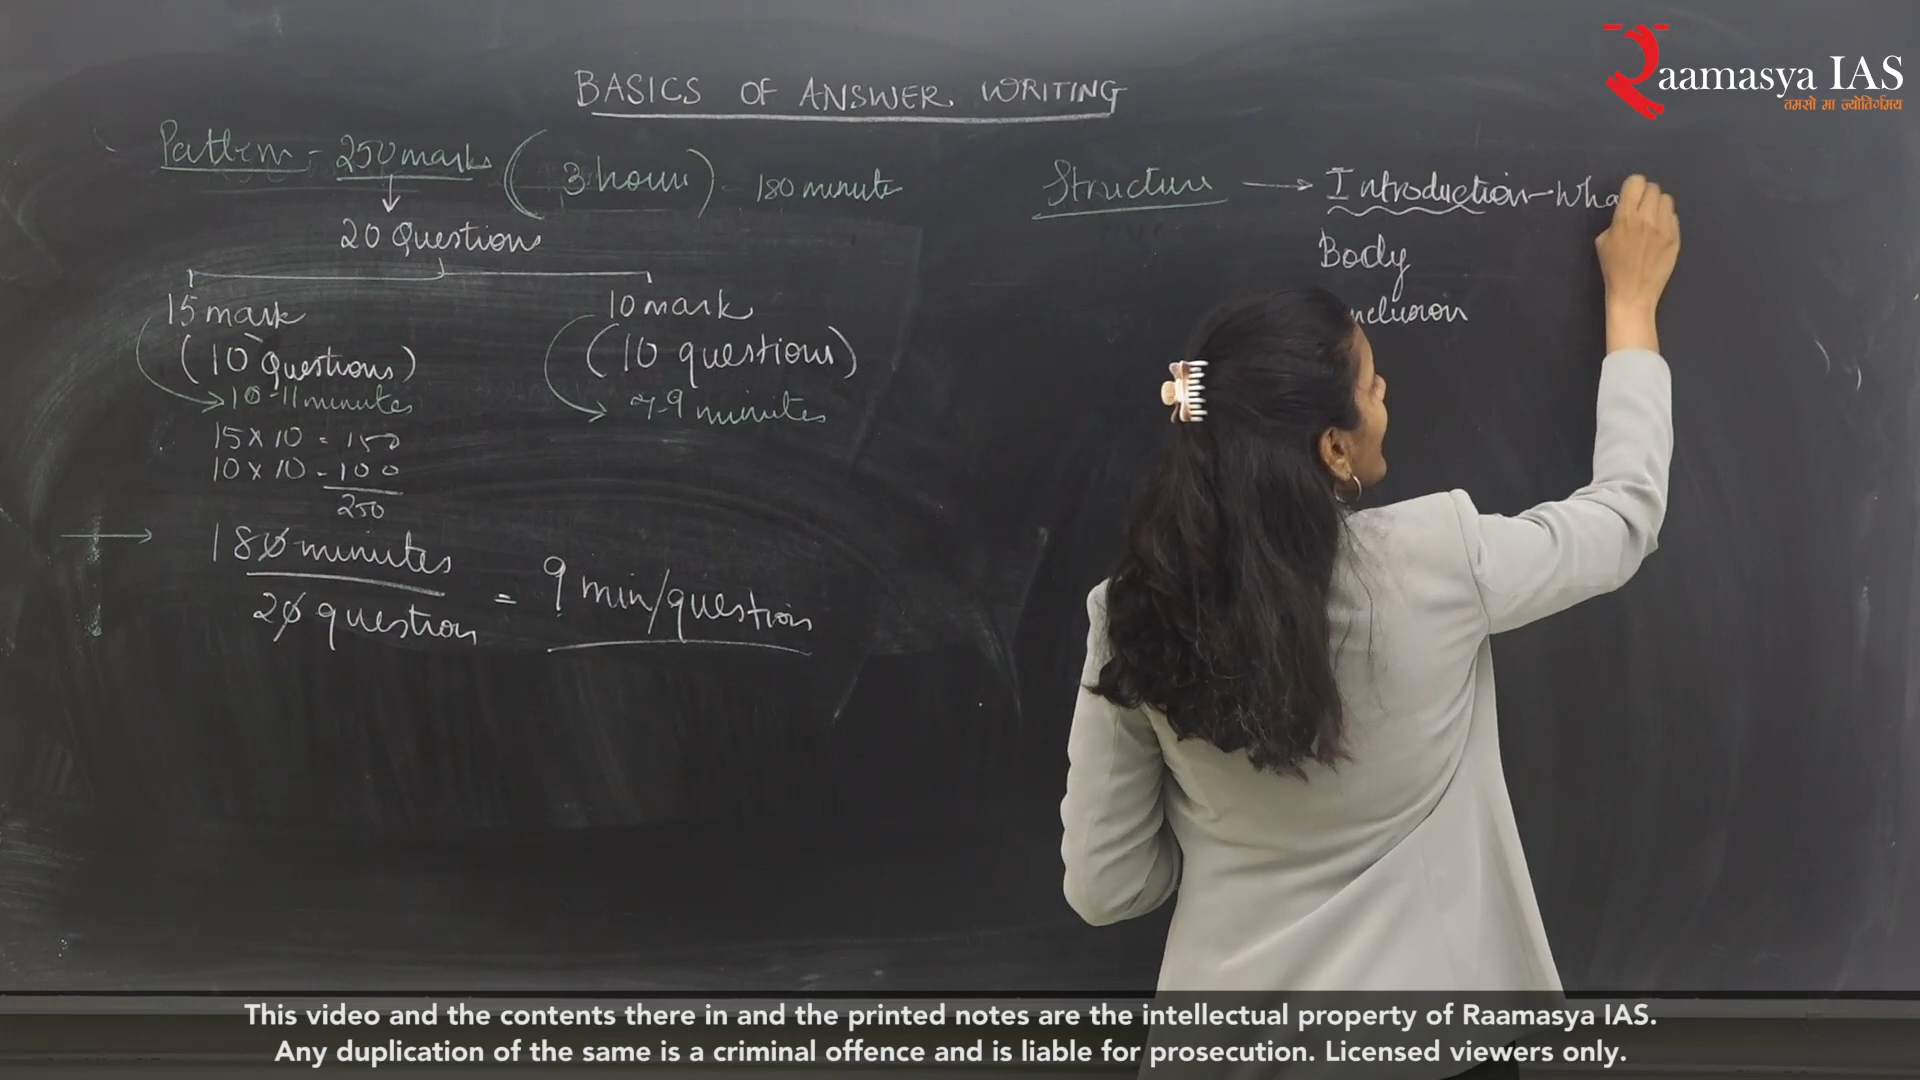 BASICS OF ANSWER WRITING
Pattern - 250 marks ( 3 hour ) - 180 minute
20 Questions
15 mark
(10 Questions)
10-11 minutes
15 x 10 = 150
10 x 10 - 100
250
10 mark
(10 questions)
7-9 minutes
180 minutes
20 question
= 9 min/question
Structure → Introduction - Wha
Body
nclusion
Raamasya IAS
तमसो मा ज्योतिर्गमय
This video and the contents there in and the printed notes are the intellectual property of Raamasya IAS.
Any duplication of the same is a criminal offence and is liable for prosecution. Licensed viewers only.